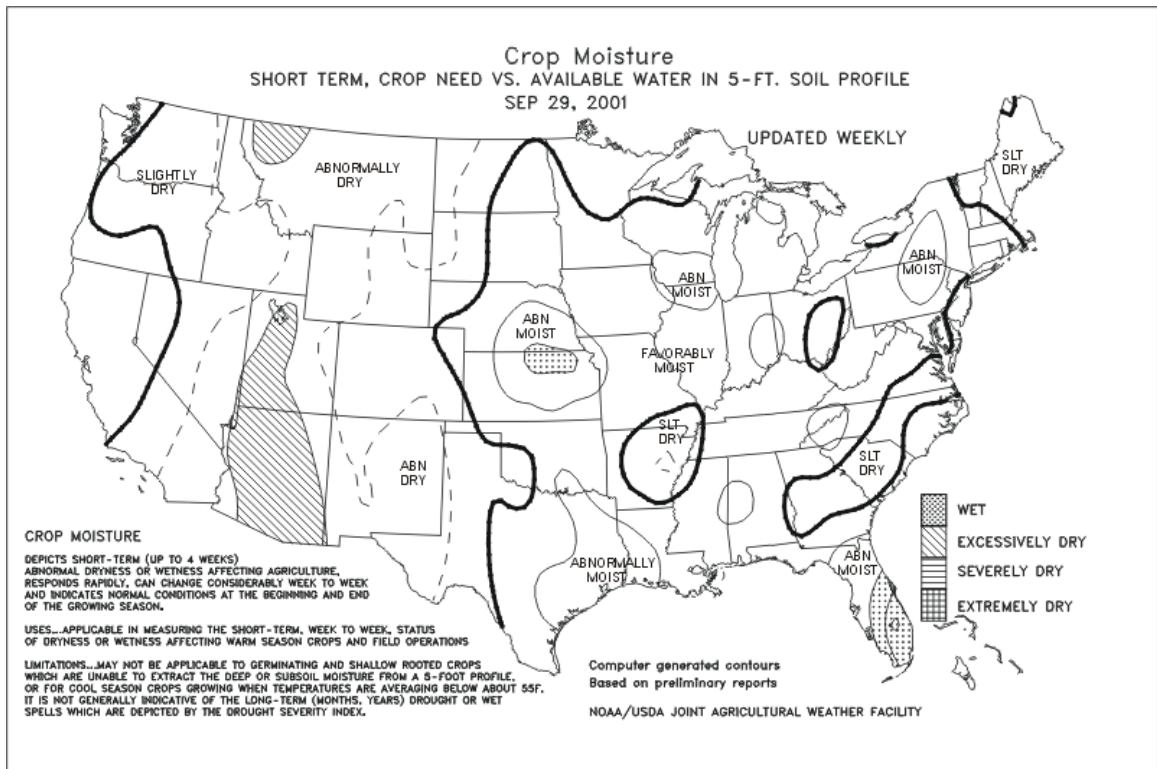 Crop Moisture
SHORT TERM, CROP NEED VS. AVAILABLE WATER IN 5-FT. SOIL PROFILE
SEP 29, 2001
UPDATED WEEKLY
SLIGHTLY
DRY
ABNORMALLY
DRY
SLT
DRY
ABN
MOIST
ABN
MOIST
ABN
MOIST
FAVORABLY
MOIST
SLT
DRY
ABN
DRY
SLT
DRY
ABNORMALLY
MOIST
ABN
MOIST
WET
EXCESSIVELY DRY
SEVERELY DRY
EXTREMELY DRY
CROP MOISTURE
DEPICTS SHORT-TERM (UP TO 4 WEEKS)
ABNORMAL DRYNESS OR WETNESS AFFECTING AGRICULTURE,
RESPONDS RAPIDLY, CAN CHANGE CONSIDERABLY WEEK TO WEEK
AND INDICATES NORMAL CONDITIONS AT THE BEGINNING AND END
OF THE GROWING SEASON.
USES...APPLICABLE IN MEASURING THE SHORT-TERM, WEEK TO WEEK, STATUS
OF DRYNESS OR WETNESS AFFECTING WARM SEASON CROPS AND FIELD OPERATIONS
LIMITATIONS...MAY NOT BE APPLICABLE TO GERMINATING AND SHALLOW ROOTED CROPS
WHICH ARE UNABLE TO EXTRACT THE DEEP OR SUBSOIL MOISTURE FROM A 5-FOOT PROFILE,
OR FOR COOL SEASON CROPS GROWING WHEN TEMPERATURES ARE AVERAGING BELOW ABOUT 55F.
IT IS NOT GENERALLY INDICATIVE OF THE LONG-TERM (MONTHS, YEARS) DROUGHT OR WET
SPELLS WHICH ARE DEPICTED BY THE DROUGHT SEVERITY INDEX.
Computer generated contours
Based on preliminary reports
NOAA/USDA JOINT AGRICULTURAL WEATHER FACILITY